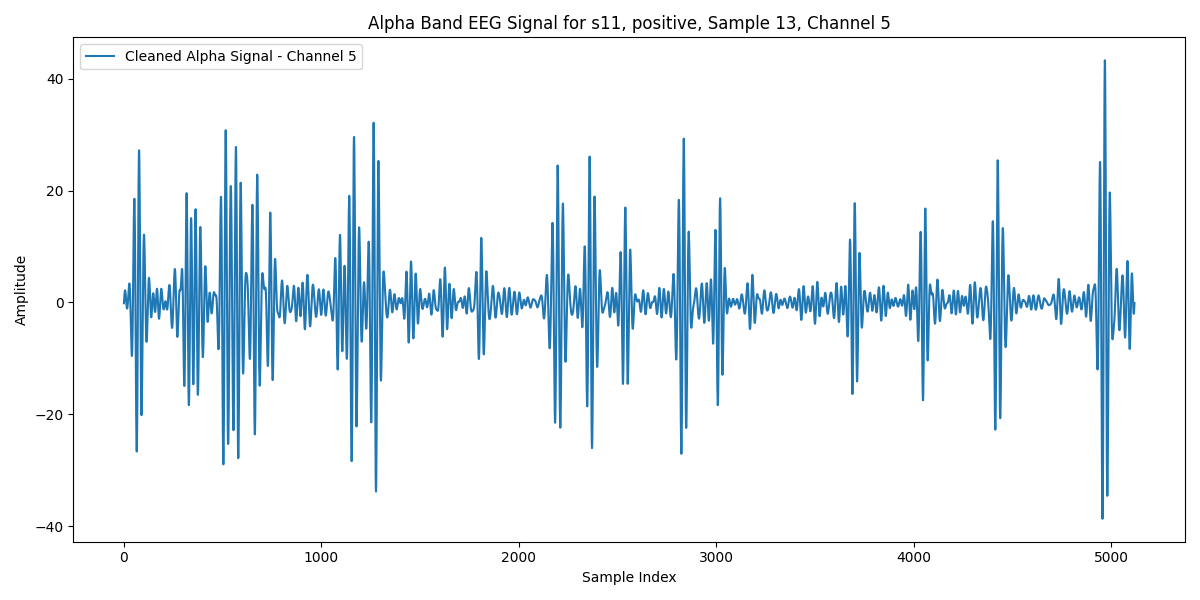 Alpha Band EEG Signal for s11, positive, Sample 13, Channel 5
Cleaned Alpha Signal - Channel 5
Amplitude
40
20
0
−20
−40
0 1000 2000 3000 4000 5000
Sample Index